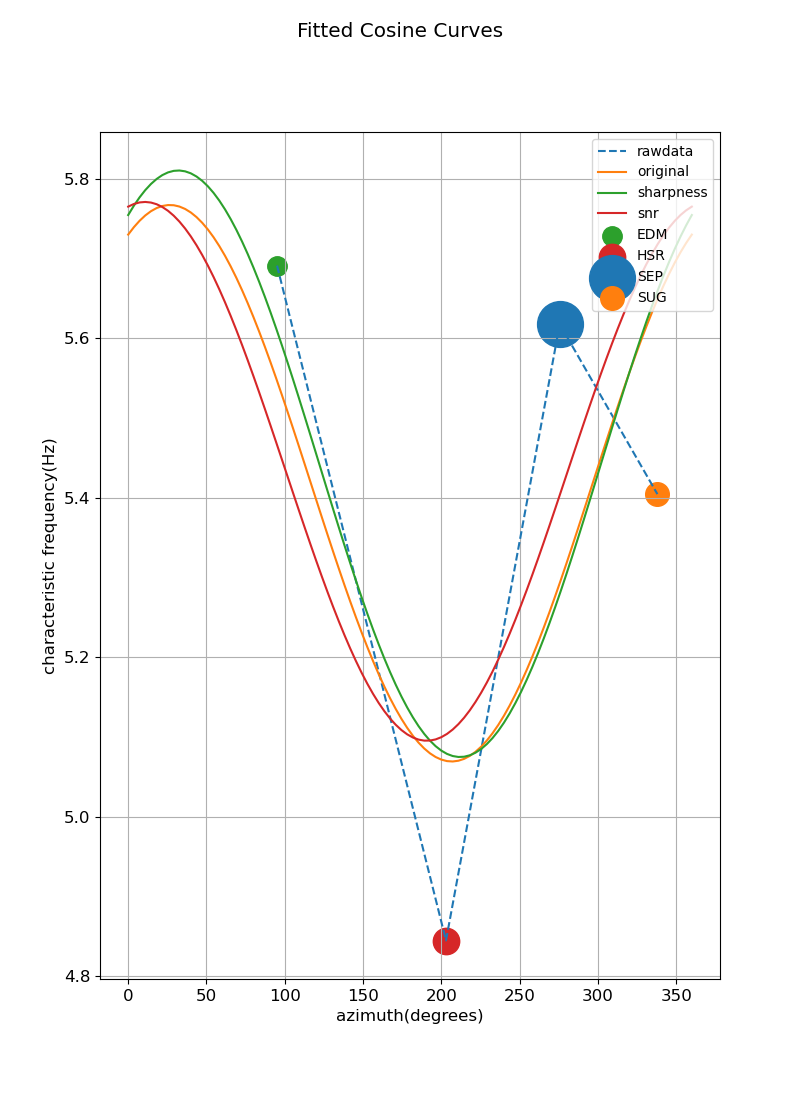 Fitted Cosine Curves
rawdata
original
sharpness
snr
EDM
HSR
SEP
SUG
5.8
5.6
5.4
5.2
5.0
4.8
characteristic frequency(Hz)
0 50 100 150 200 250 300 350
azimuth(degrees)